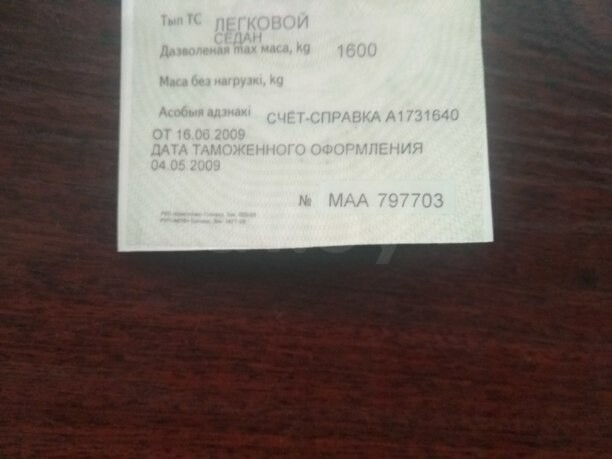 Тып ТС ЛЕГКОВОЙ
СЕДАН
Дазволеная max маса, kg 1600
Маса без нагрузкі, kg
Асобыя адзнакі СЧЁТ-СПРАВКА А1731640
ОТ 16.06.2009
ДАТА ТАМОЖЕННОГО ОФОРМЛЕНИЯ
04.05.2009
№ МАА 797703